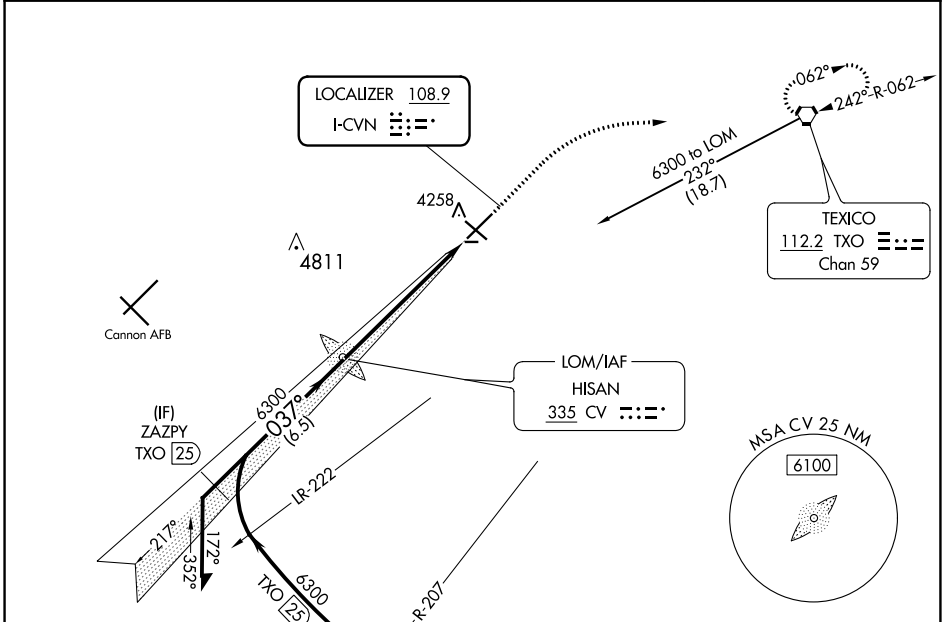 062°
242° R-062
LOCALIZER 108.9
I-CVN
6300 to LOM
232°
(18.7)
4258
TEXICO
112.2 TXO
Chan 59
4811
Cannon AFB
LOM/IAF
HISAN
335 CV
6300
037°
(6.5)
(IF)
ZAZPY
TXO 25
MSA CV 25 NM
6100
LR-222
217°
352°
172°
6300
TXO 25
R-207